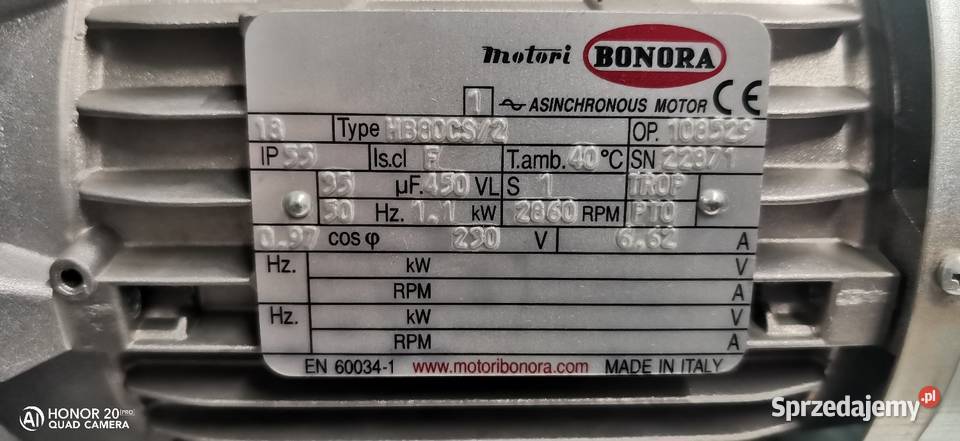 motori BONORA
1 ~ ASINCHRONOUS MOTOR CE
18 Type HB80CS/2 OP. 108529
IP 55 Is.cl F T.amb. 40 °C SN 22871
35 µF. 450 VL S 1 TROP
50 Hz. 1.1 kW 2860 RPM PTO
0.97 cos φ 230 V 6.62 A
Hz. kW V
RPM A
Hz. kW V
RPM A
EN 60034-1 www.motoribonora.com MADE IN ITALY
AI HONOR 20 PRO
QUAD CAMERA
Sprzedajemy.pl